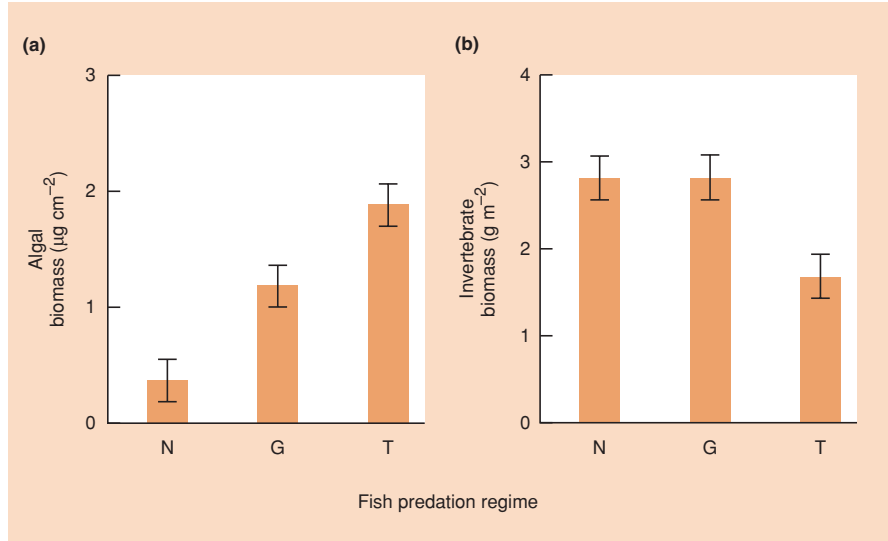 (a)
3
2
1
0
Algal
biomass (µg cm⁻²)
N G T
(b)
4
3
2
1
0
Invertebrate
biomass (g m⁻²)
N G T
Fish predation regime